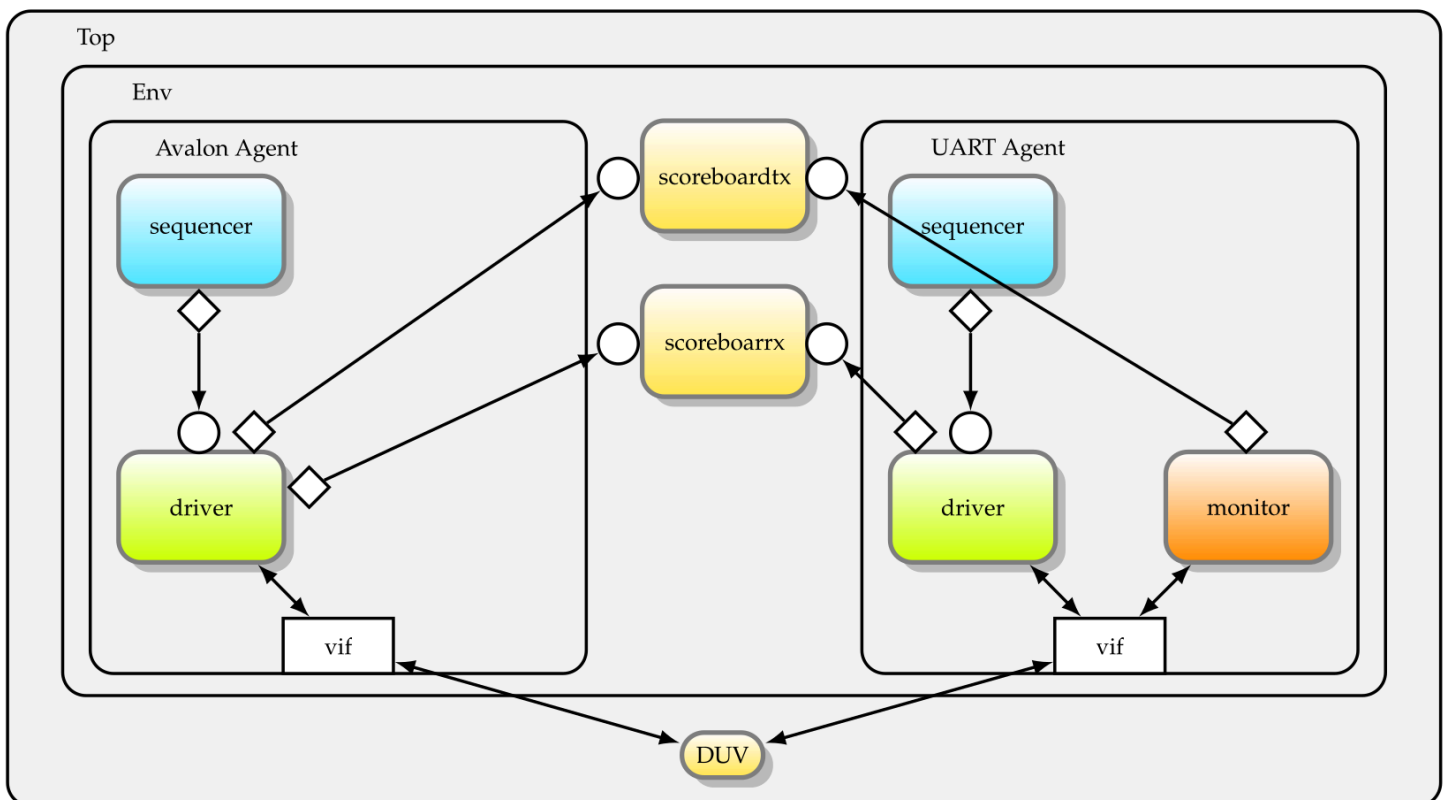 Top
Env
Avalon Agent
sequencer
driver
vif
scoreboardtx
scoreboarrx
UART Agent
sequencer
driver
monitor
vif
DUV